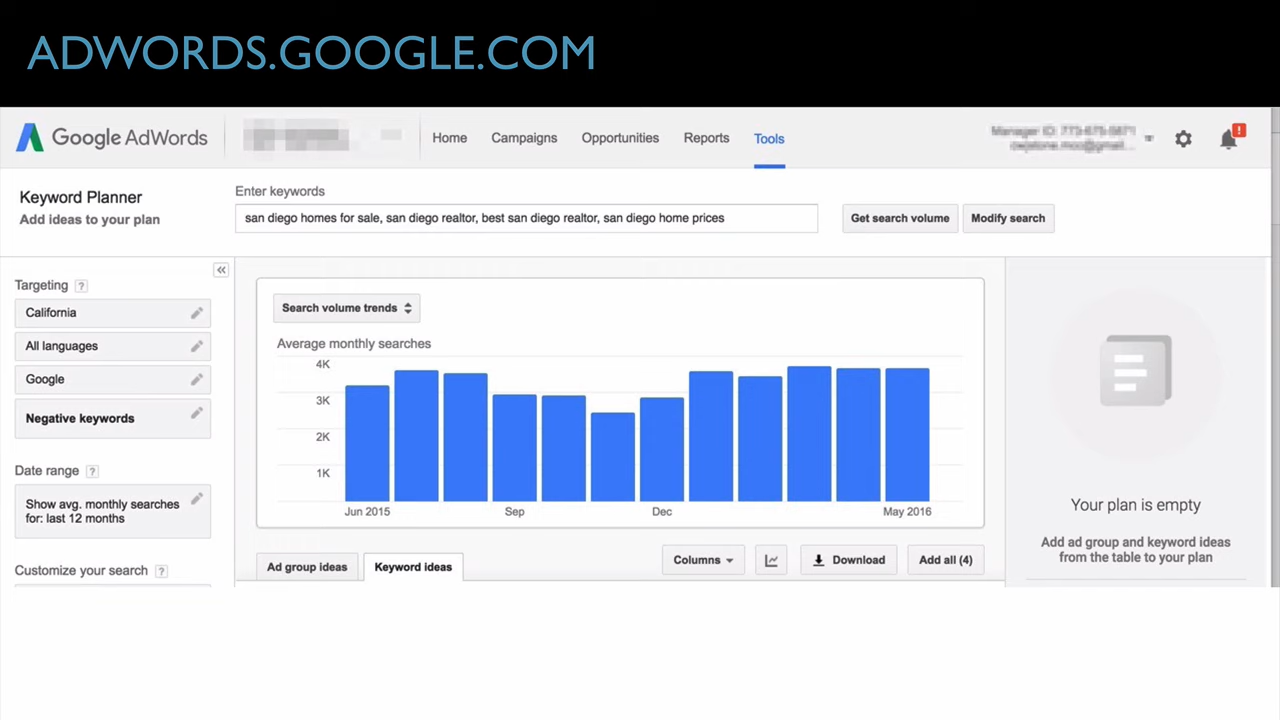 ADWORDS.GOOGLE.COM
Google AdWords
Home Campaigns Opportunities Reports Tools
!
Keyword Planner
Add ideas to your plan
Enter keywords
san diego homes for sale, san diego realtor, best san diego realtor, san diego home prices
Get search volume
Modify search
«
Targeting ?
California
All languages
Google
Negative keywords
Date range ?
Show avg. monthly searches
for: last 12 months
Customize your search ?
Search volume trends
Average monthly searches
4K
3K
2K
1K
Jun 2015 Sep Dec May 2016
Ad group ideas
Keyword ideas
Columns
Download
Add all (4)
Your plan is empty
Add ad group and keyword ideas
from the table to your plan